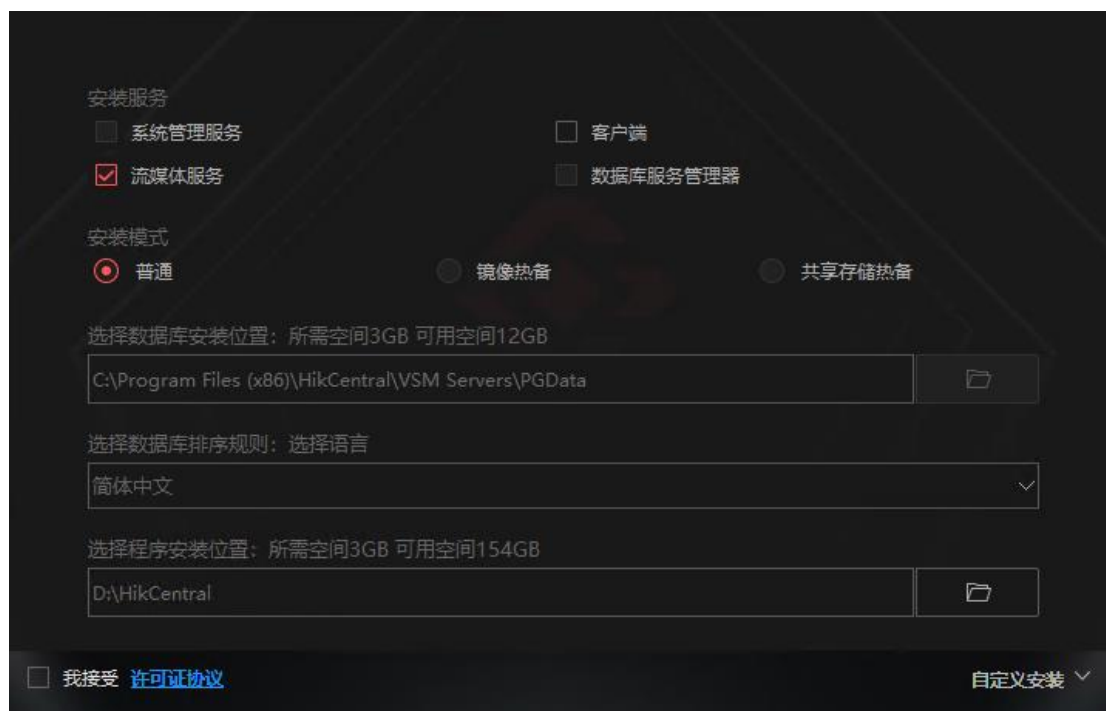 安装服务
系统管理服务 客户端
流媒体服务 数据库服务管理器
安装模式
普通 镜像热备 共享存储热备
选择数据库安装位置：所需空间3GB 可用空间12GB
C:\Program Files (x86)\HikCentral\VSM Servers\PGData
选择数据库排序规则：选择语言
简体中文
选择程序安装位置：所需空间3GB 可用空间154GB
D:\HikCentral
我接受 许可证协议 自定义安装